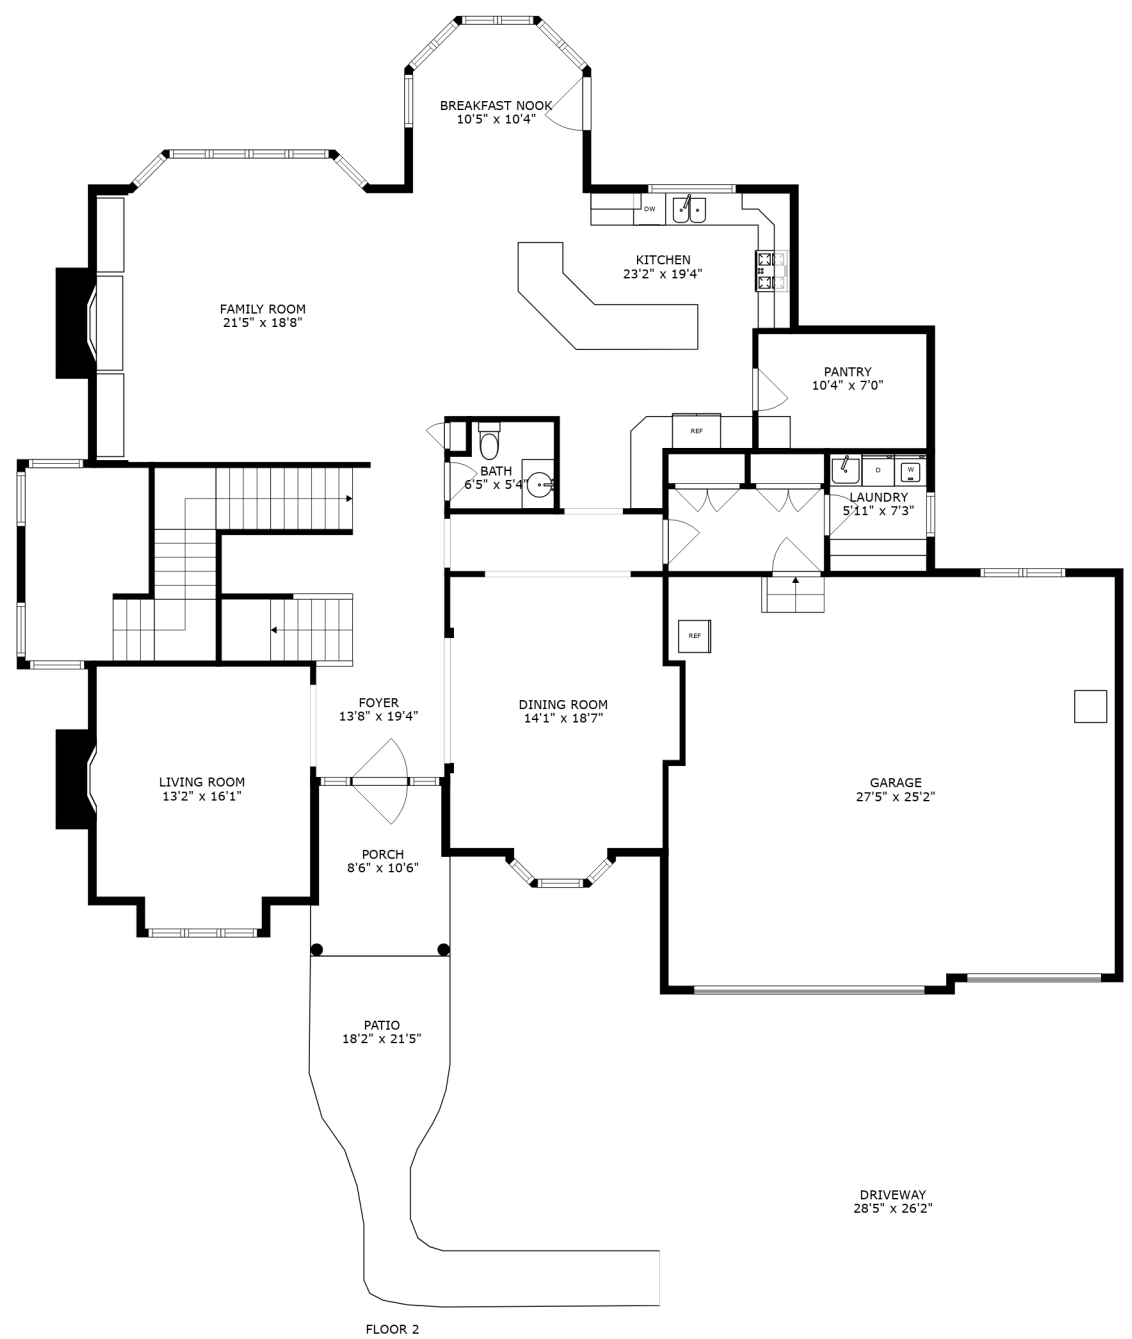 BREAKFAST NOOK
10'5" x 10'4"
DW
KITCHEN
23'2" x 19'4"
FAMILY ROOM
21'5" x 18'8"
PANTRY
10'4" x 7'0"
REF
BATH
6'5" x 5'4"
D
W
LAUNDRY
5'11" x 7'3"
REF
FOYER
13'8" x 19'4"
DINING ROOM
14'1" x 18'7"
LIVING ROOM
13'2" x 16'1"
GARAGE
27'5" x 25'2"
PORCH
8'6" x 10'6"
PATIO
18'2" x 21'5"
DRIVEWAY
28'5" x 26'2"
FLOOR 2